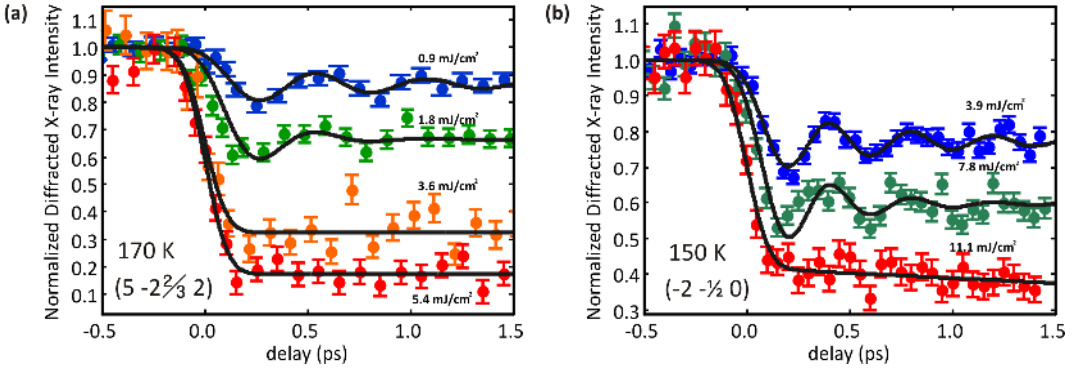 (a)
Normalized Diffracted X-ray Intensity
1.1
1.0
0.9
0.8
0.7
0.6
0.5
0.4
0.3
0.2
0.1
0.9 mJ/cm²
1.8 mJ/cm²
3.6 mJ/cm²
170 K
(5 -2⅔ 2)
5.4 mJ/cm²
-0.5 0.0 0.5 1.0 1.5
delay (ps)
(b)
Normalized Diffracted X-ray Intensity
1.1
1.0
0.9
0.8
0.7
0.6
0.5
0.4
0.3
3.9 mJ/cm²
7.8 mJ/cm²
11.1 mJ/cm²
150 K
(-2 -½ 0)
-0.5 0.0 0.5 1.0 1.5
delay (ps)